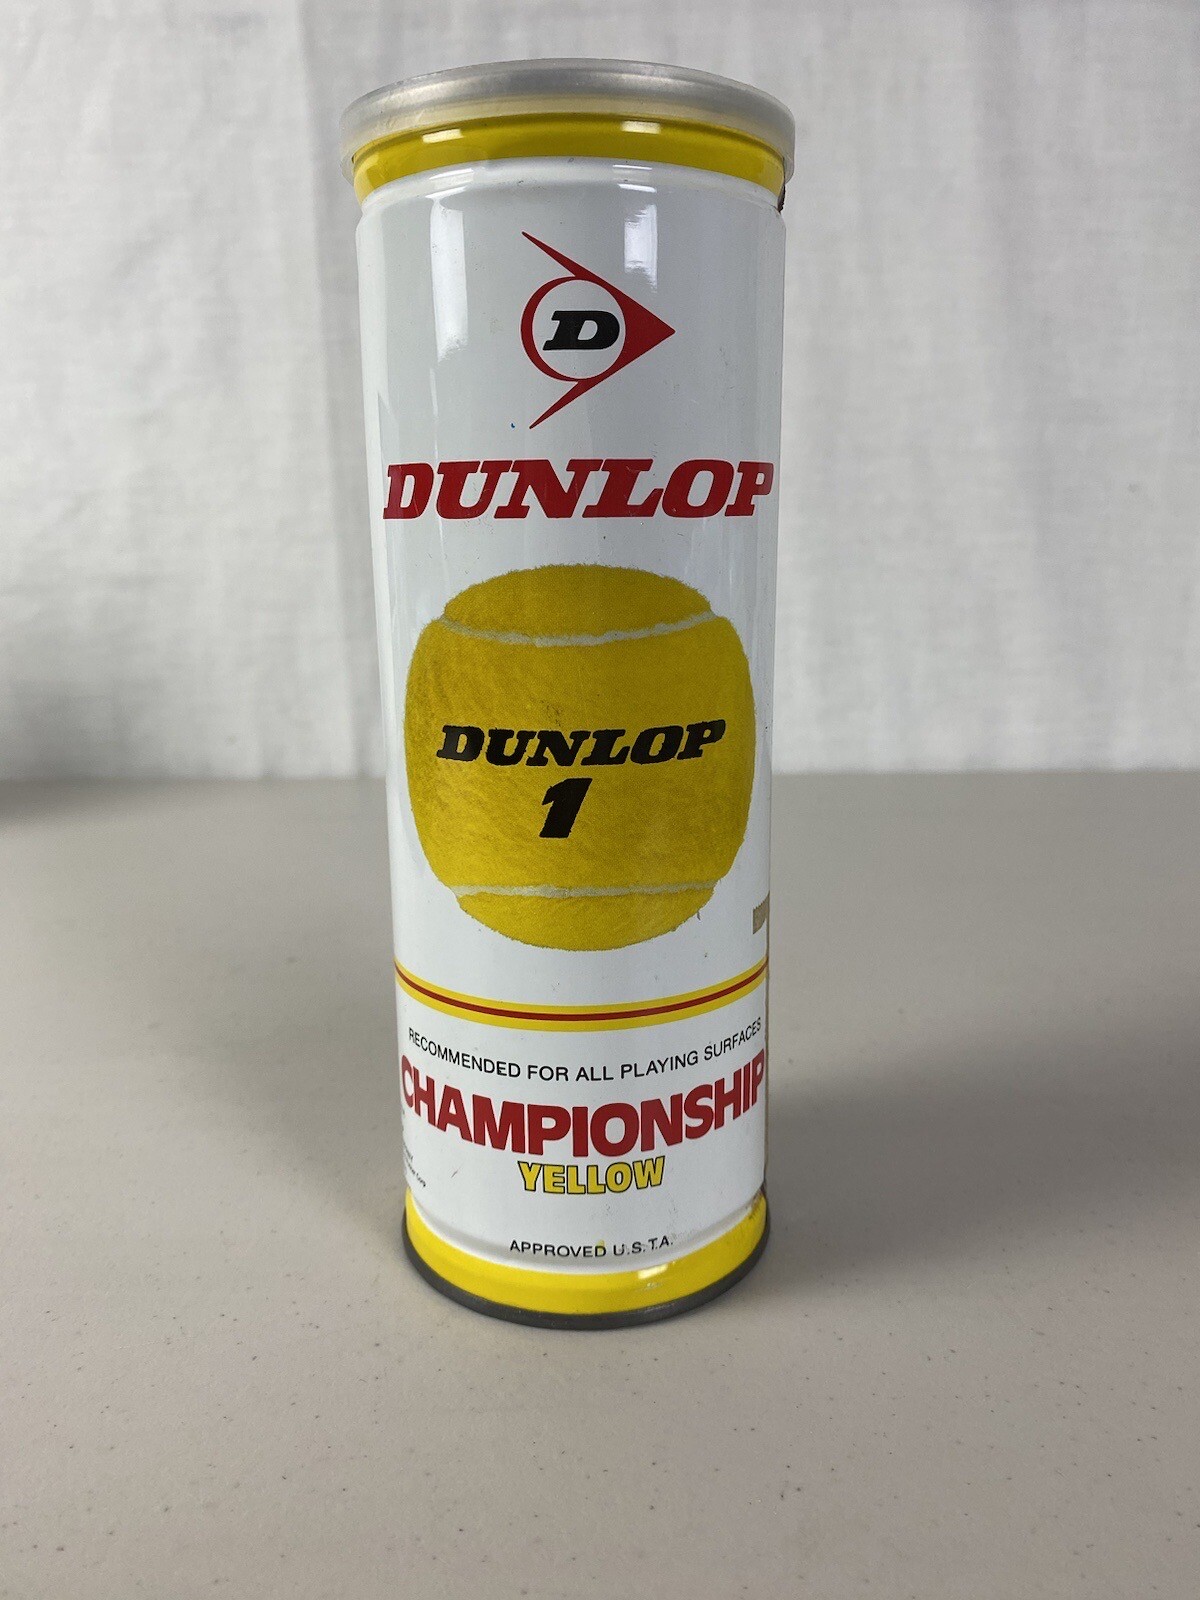 D
DUNLOP
DUNLOP
1
RECOMMENDED FOR ALL PLAYING SURFACES
CHAMPIONSHIP
YELLOW
APPROVED U.S.T.A.